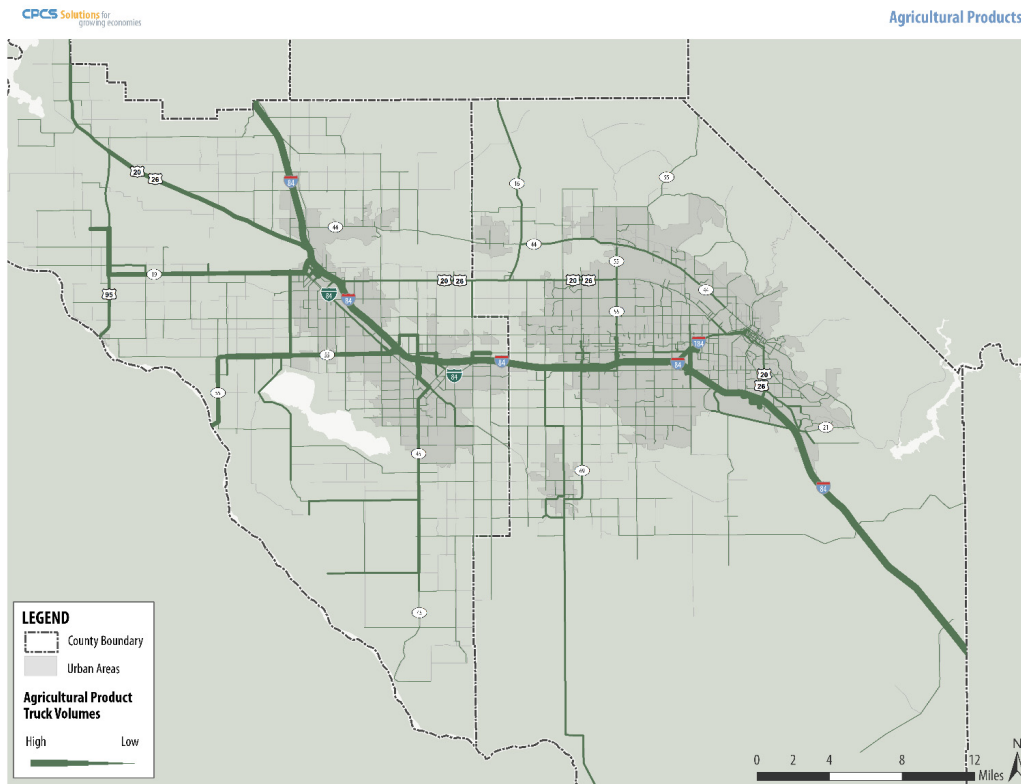 CPCS Solutions for
growing economies
Agricultural Products
20
26
84
16
55
44
44
55
19
20 26
20 26
44
84
84
95
55
184
55
84
84
84
20
26
55
21
45
69
84
45
LEGEND
County Boundary
Urban Areas
Agricultural Product
Truck Volumes
High
Low
N
0 2 4 8 12
Miles